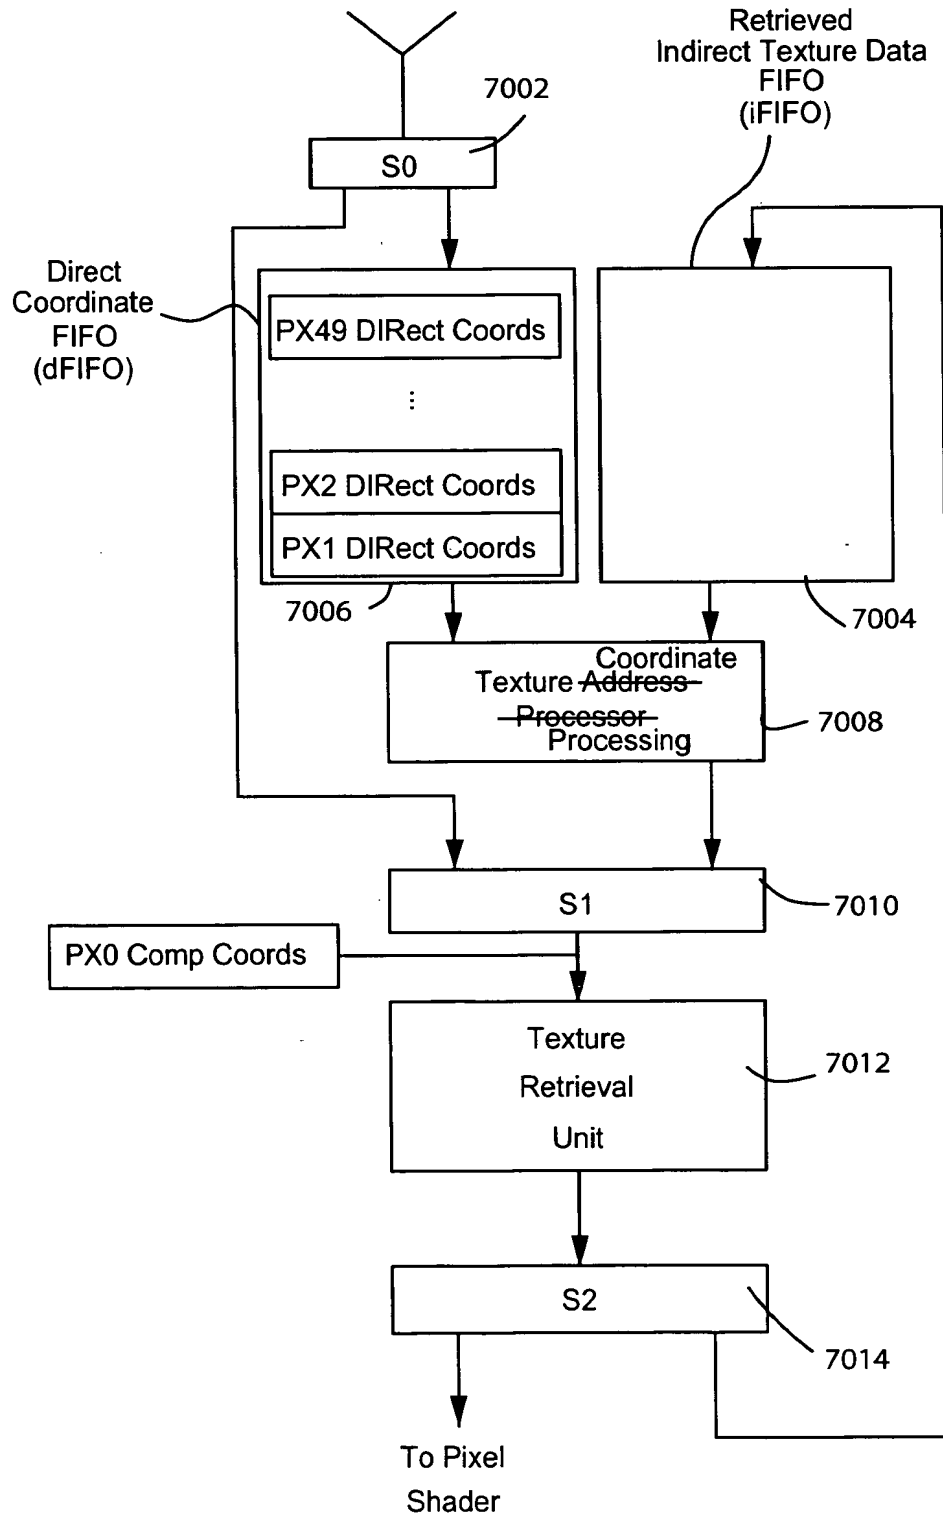 Retrieved
Indirect Texture Data
FIFO
(iFIFO)
7002
S0
Direct
Coordinate
FIFO
(dFIFO)
PX49 DIRect Coords
...
PX2 DIRect Coords
PX1 DIRect Coords
7006
7004
Coordinate
Texture Address
Processor
Processing
7008
S1
7010
PX0 Comp Coords
Texture
Retrieval
Unit
7012
S2
7014
To Pixel
Shader